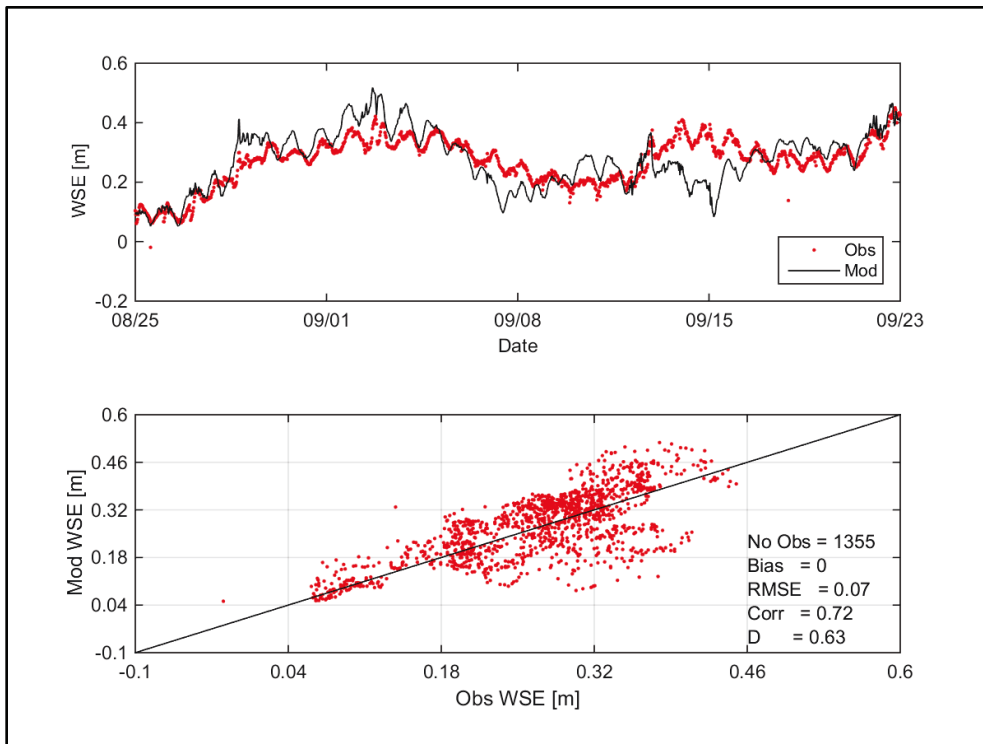 0.6
0.4
0.2
0
-0.2
WSE [m]
Obs
Mod
08/25 09/01 09/08 09/15 09/23
Date
0.6
0.46
0.32
0.18
0.04
-0.1
Mod WSE [m]
No Obs = 1355
Bias = 0
RMSE = 0.07
Corr = 0.72
D = 0.63
-0.1 0.04 0.18 0.32 0.46 0.6
Obs WSE [m]